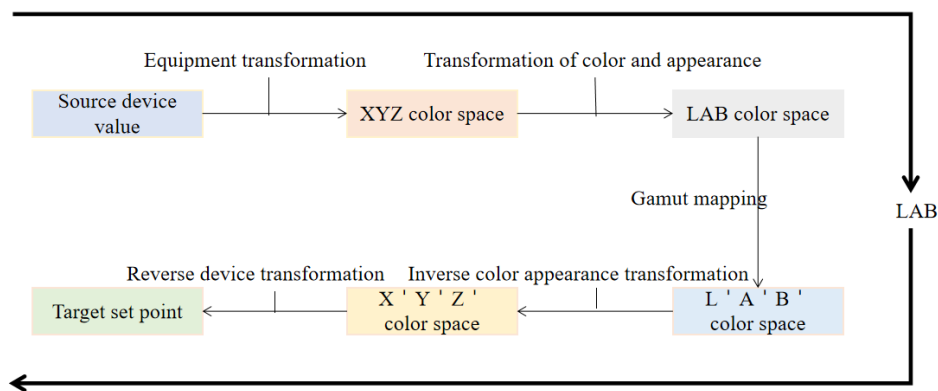 Equipment transformation
Transformation of color and appearance
Source device
value
XYZ color space
LAB color space
Gamut mapping
LAB
Reverse device transformation
Inverse color appearance transformation
Target set point
X ' Y ' Z '
color space
L ' A ' B '
color space